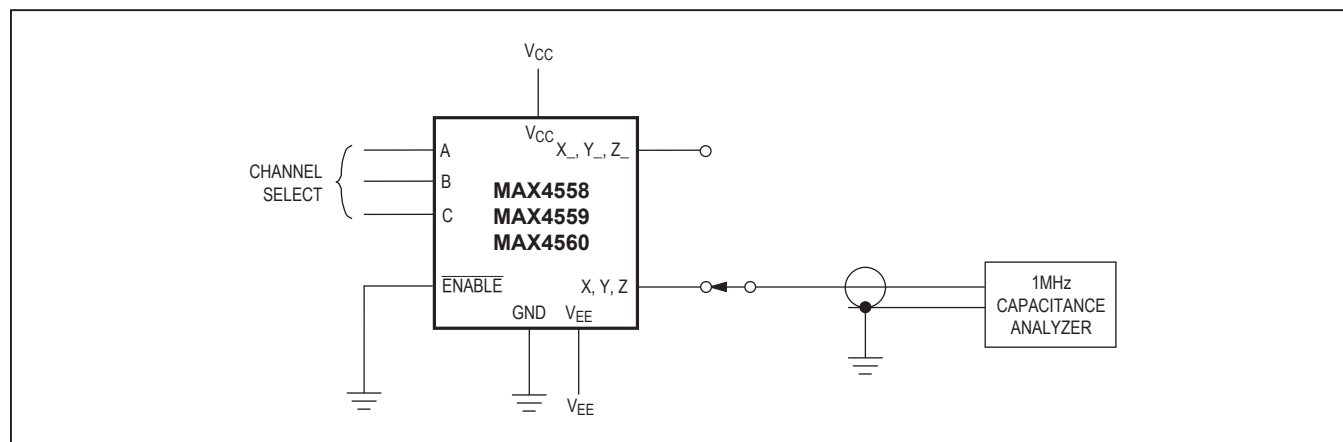 VCC
VCC
A
X_, Y_, Z_
CHANNEL
SELECT
B
MAX4558
MAX4559
C
MAX4560
ENABLE
X, Y, Z
1MHz
CAPACITANCE
ANALYZER
GND
VEE
VEE